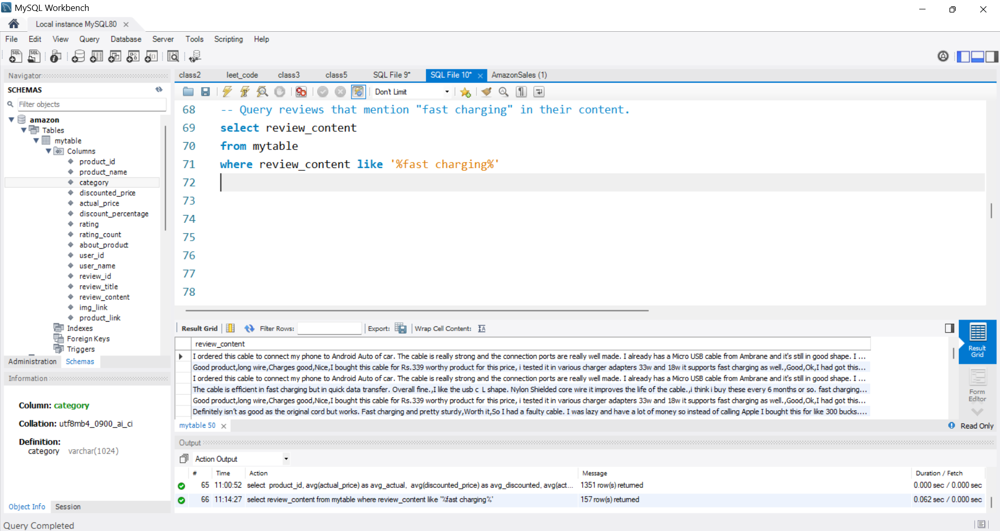 MySQL Workbench
Local instance MySQL80
File Edit View Query Database Server Tools Scripting Help
Navigator
SCHEMAS
Filter objects
amazon
Tables
mytable
Columns
product_id
product_name
category
discounted_price
actual_price
discount_percentage
rating
rating_count
about_product
user_id
user_name
review_id
review_title
review_content
img_link
product_link
Indexes
Foreign Keys
Triggers
Administration Schemas
Information
Column: category
Collation: utf8mb4_0900_ai_ci
Definition:
category varchar(1024)
Object Info Session
class2 leet_code class3 class5 SQL File 9* SQL File 10* AmazonSales (1)
Don't Limit
68 -- Query reviews that mention "fast charging" in their content.
69 select review_content
70 from mytable
71 where review_content like '%fast charging%'
72
73
74
75
76
77
78
Result Grid Filter Rows: Export: Wrap Cell Content:
review_content
I ordered this cable to connect my phone to Android Auto of car. The cable is really strong and the connection ports are really well made. I already has a Micro USB cable from Ambrane and it's still in good shape. I ...
Good product,long wire,Charges good,Nice,I bought this cable for Rs.339 worthy product for this price, i tested it in various charger adapters 33w and 18w it supports fast charging as well.,Good,Ok,I had got this...
I ordered this cable to connect my phone to Android Auto of car. The cable is really strong and the connection ports are really well made. I already has a Micro USB cable from Ambrane and it's still in good shape. I ...
The cable is efficient in fast charging but in quick data transfer. Overall fine.,I like the usb c L shape. Nylon Shielded core wire it improves the life of the cable.,i think i buy these every 6 months or so. fast charging...
Good product,long wire,Charges good,Nice,I bought this cable for Rs.339 worthy product for this price, i tested it in various charger adapters 33w and 18w it supports fast charging as well.,Good,Ok,I had got this...
Definitely isn't as good as the original cord but works. Fast charging and pretty sturdy,Worth it,So I had a faulty cable. I was lazy and have a lot of money so instead of calling Apple I bought this for like 300 bucks....
Result Grid
Form Editor
mytable 50
Read Only
Output
Action Output
# Time Action Message Duration / Fetch
65 11:00:52 select product_id, avg(actual_price) as avg_actual, avg(discounted_price) as avg_discounted, avg(act... 1351 row(s) returned 0.000 sec / 0.000 sec
66 11:14:27 select review_content from mytable where review_content like '%fast charging%' 157 row(s) returned 0.062 sec / 0.000 sec
Query Completed